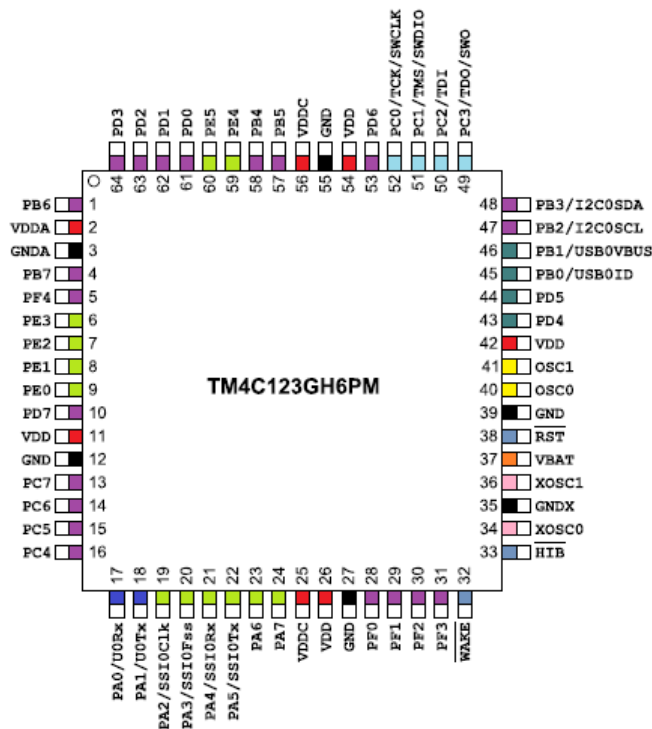 PD3 PD2 PD1 PD0 PE5 PE4 PB4 PB5 VDDC GND VDD PD6 PC0/TCK/SWCLK PC1/TMS/SWDIO PC2/TDI PC3/TDO/SWO
64 63 62 61 60 59 58 57 56 55 54 53 52 51 50 49
PB6 1
VDDA 2
GNDA 3
PB7 4
PF4 5
PE3 6
PE2 7
PE1 8
PE0 9
PD7 10
VDD 11
GND 12
PC7 13
PC6 14
PC5 15
PC4 16
TM4C123GH6PM
48 PB3/I2C0SDA
47 PB2/I2C0SCL
46 PB1/USB0VBUS
45 PB0/USB0ID
44 PD5
43 PD4
42 VDD
41 OSC1
40 OSC0
39 GND
38 RST
37 VBAT
36 XOSC1
35 GNDX
34 XOSC0
33 HIB
17 18 19 20 21 22 23 24 25 26 27 28 29 30 31 32
PA0/U0Rx PA1/U0Tx PA2/SSI0Clk PA3/SSI0Fss PA4/SSI0Rx PA5/SSI0Tx PA6 PA7 VDDC VDD GND PF0 PF1 PF2 PF3 WAKE